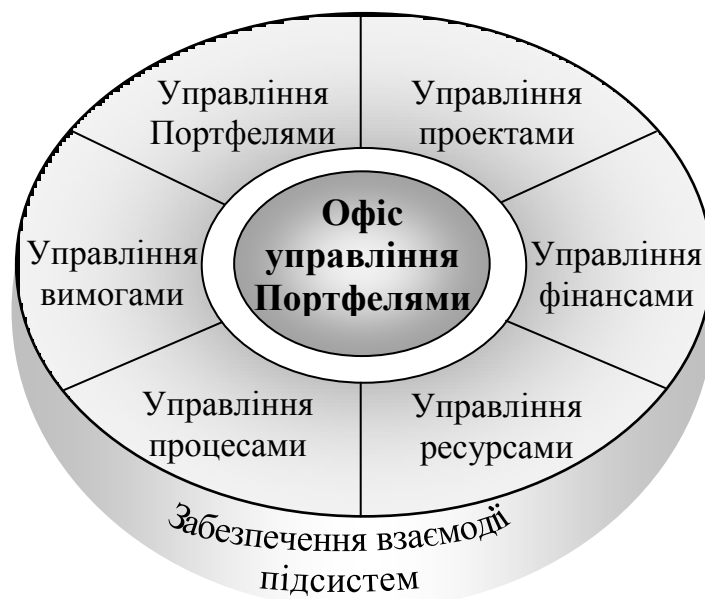 Управління
Портфелями
Управління
проектами
Управління
вимогами
Офіс
управління
Портфелями
Управління
фінансами
Управління
процесами
Управління
ресурсами
Забезпечення взаємодії
підсистем